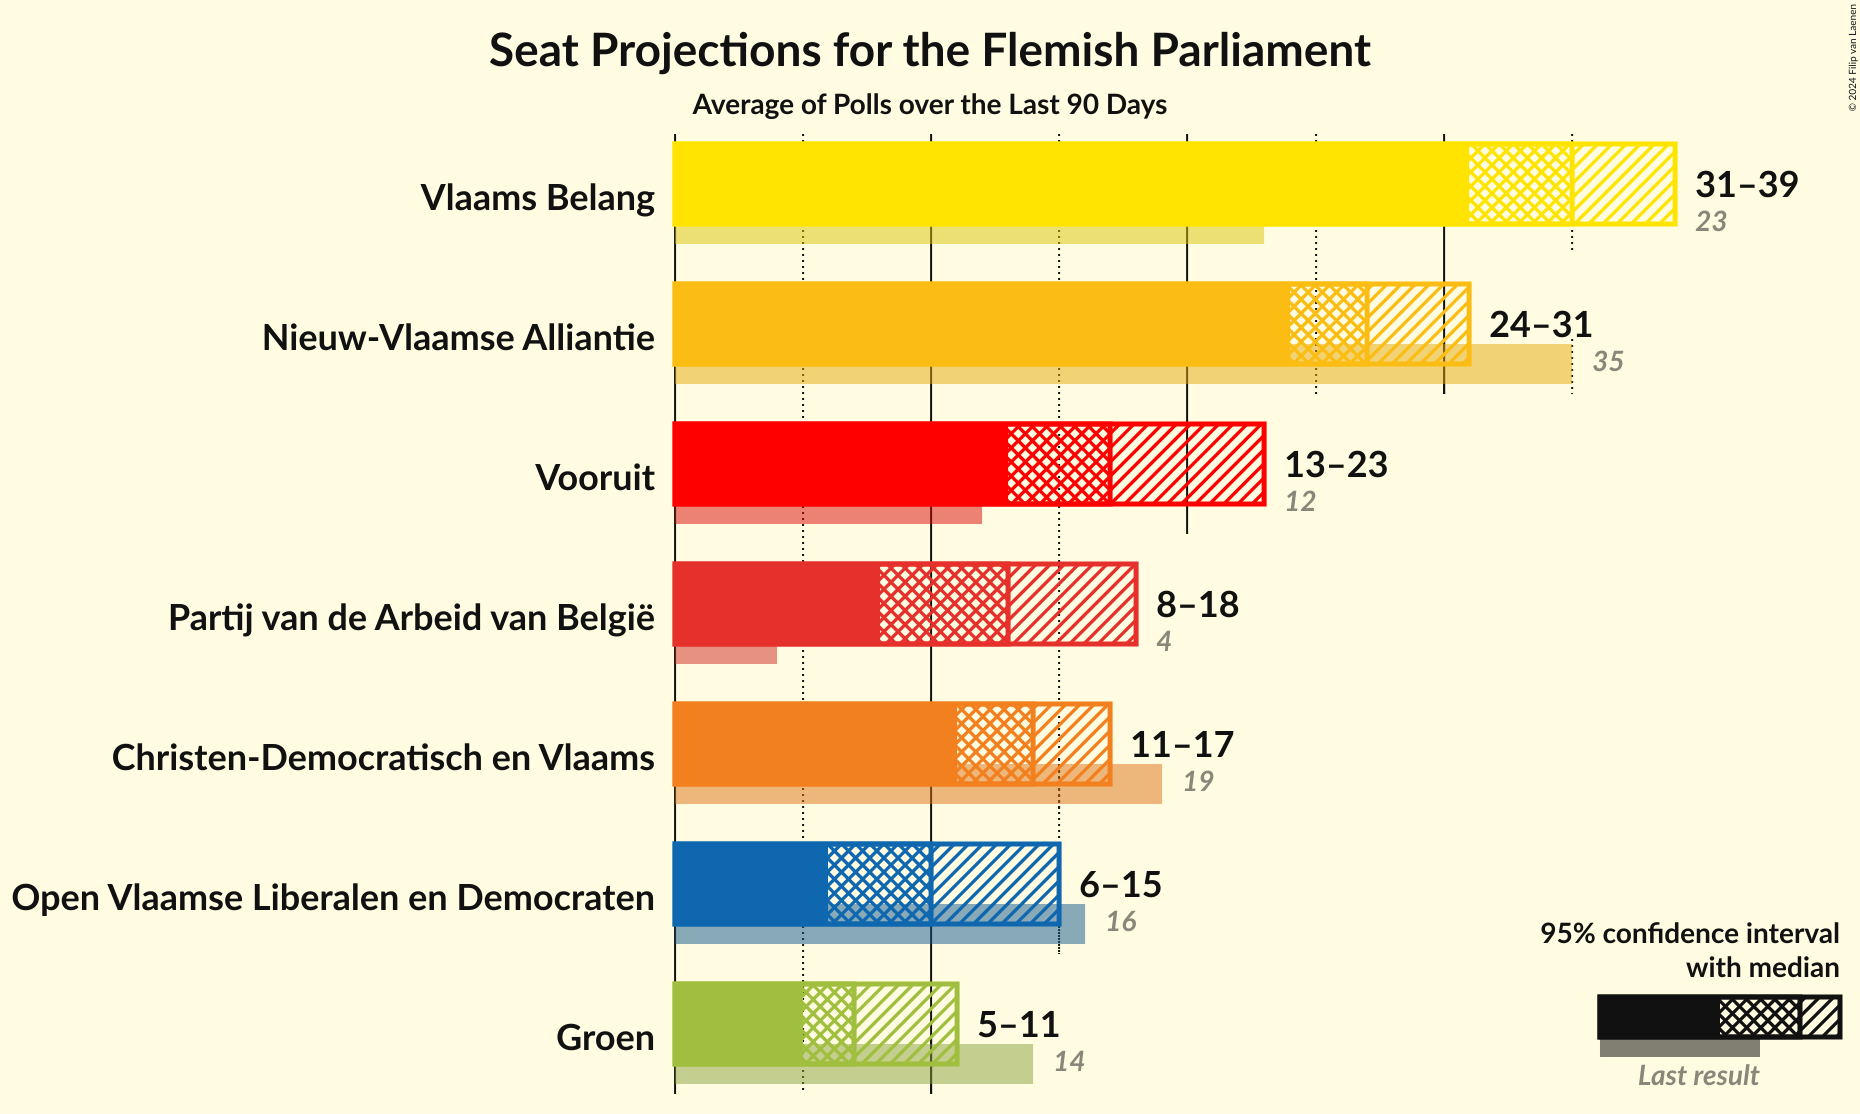 Seat Projections for the Flemish Parliament
Average of Polls over the Last 90 Days
© 2024 Filip van Laenen
Vlaams Belang
31–39
23
Nieuw-Vlaamse Alliantie
24–31
35
Vooruit
13–23
12
Partij van de Arbeid van België
8–18
4
Christen-Democratisch en Vlaams
11–17
19
Open Vlaamse Liberalen en Democraten
6–15
16
Groen
5–11
14
95% confidence interval
with median
Last result